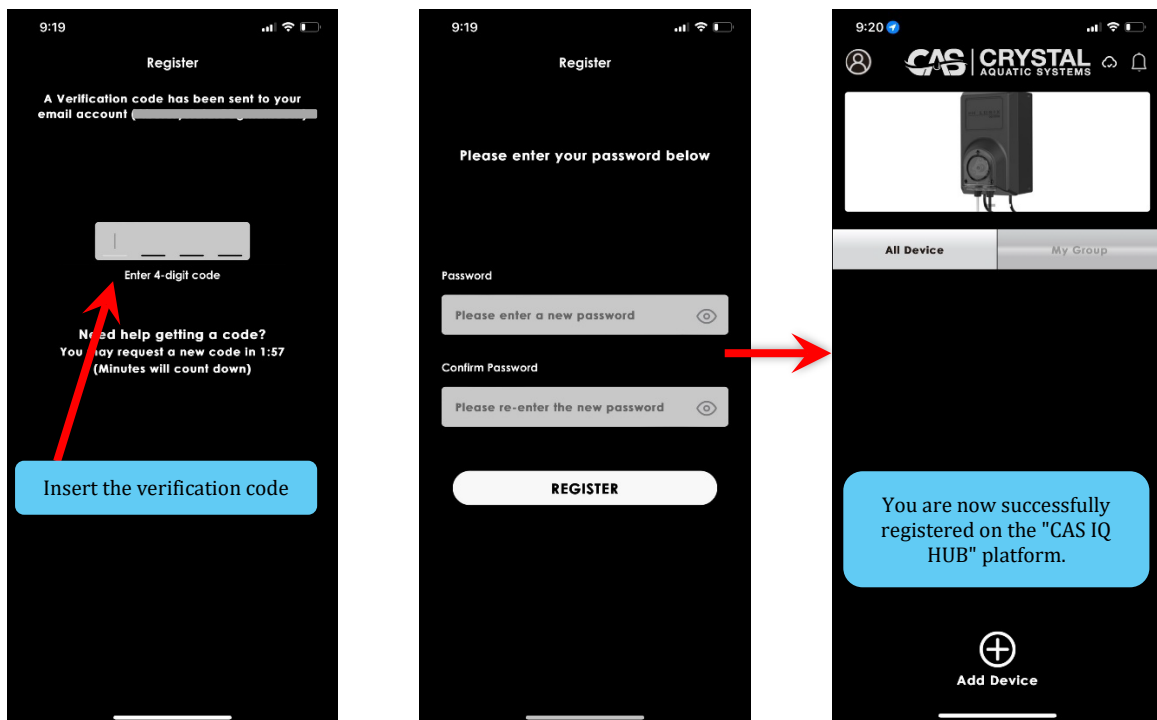 9:19
Register
A Verification code has been sent to your
email account (
Enter 4-digit code
Need help getting a code?
You may request a new code in 1:57
(Minutes will count down)
Insert the verification code
9:19
Register
Please enter your password below
Password
Please enter a new password
Confirm Password
Please re-enter the new password
REGISTER
9:20
CAS CRYSTAL
AQUATIC SYSTEMS
All Device
My Group
You are now successfully
registered on the "CAS IQ
HUB" platform.
Add Device